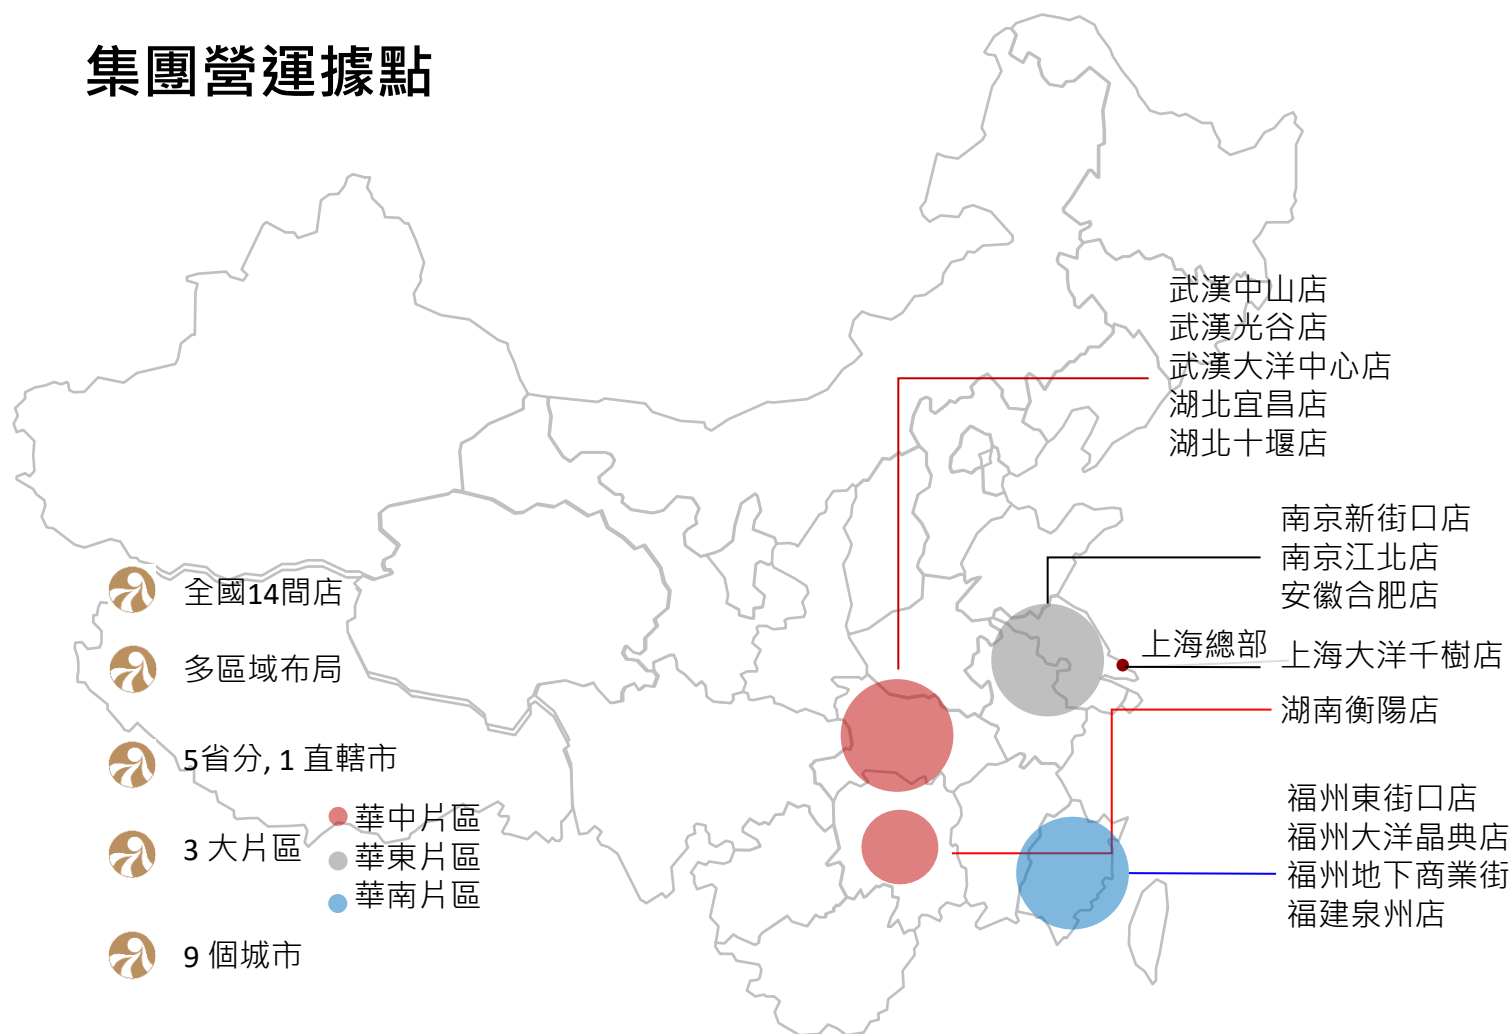 集團營運據點
武漢中山店
武漢光谷店
武漢大洋中心店
湖北宜昌店
湖北十堰店
南京新街口店
南京江北店
安徽合肥店
上海總部
上海大洋千樹店
湖南衡陽店
福州東街口店
福州大洋晶典店
福州地下商業街
福建泉州店
全國14間店
多區域布局
5省分, 1 直轄市
3 大片區
華中片區
華東片區
華南片區
9 個城市